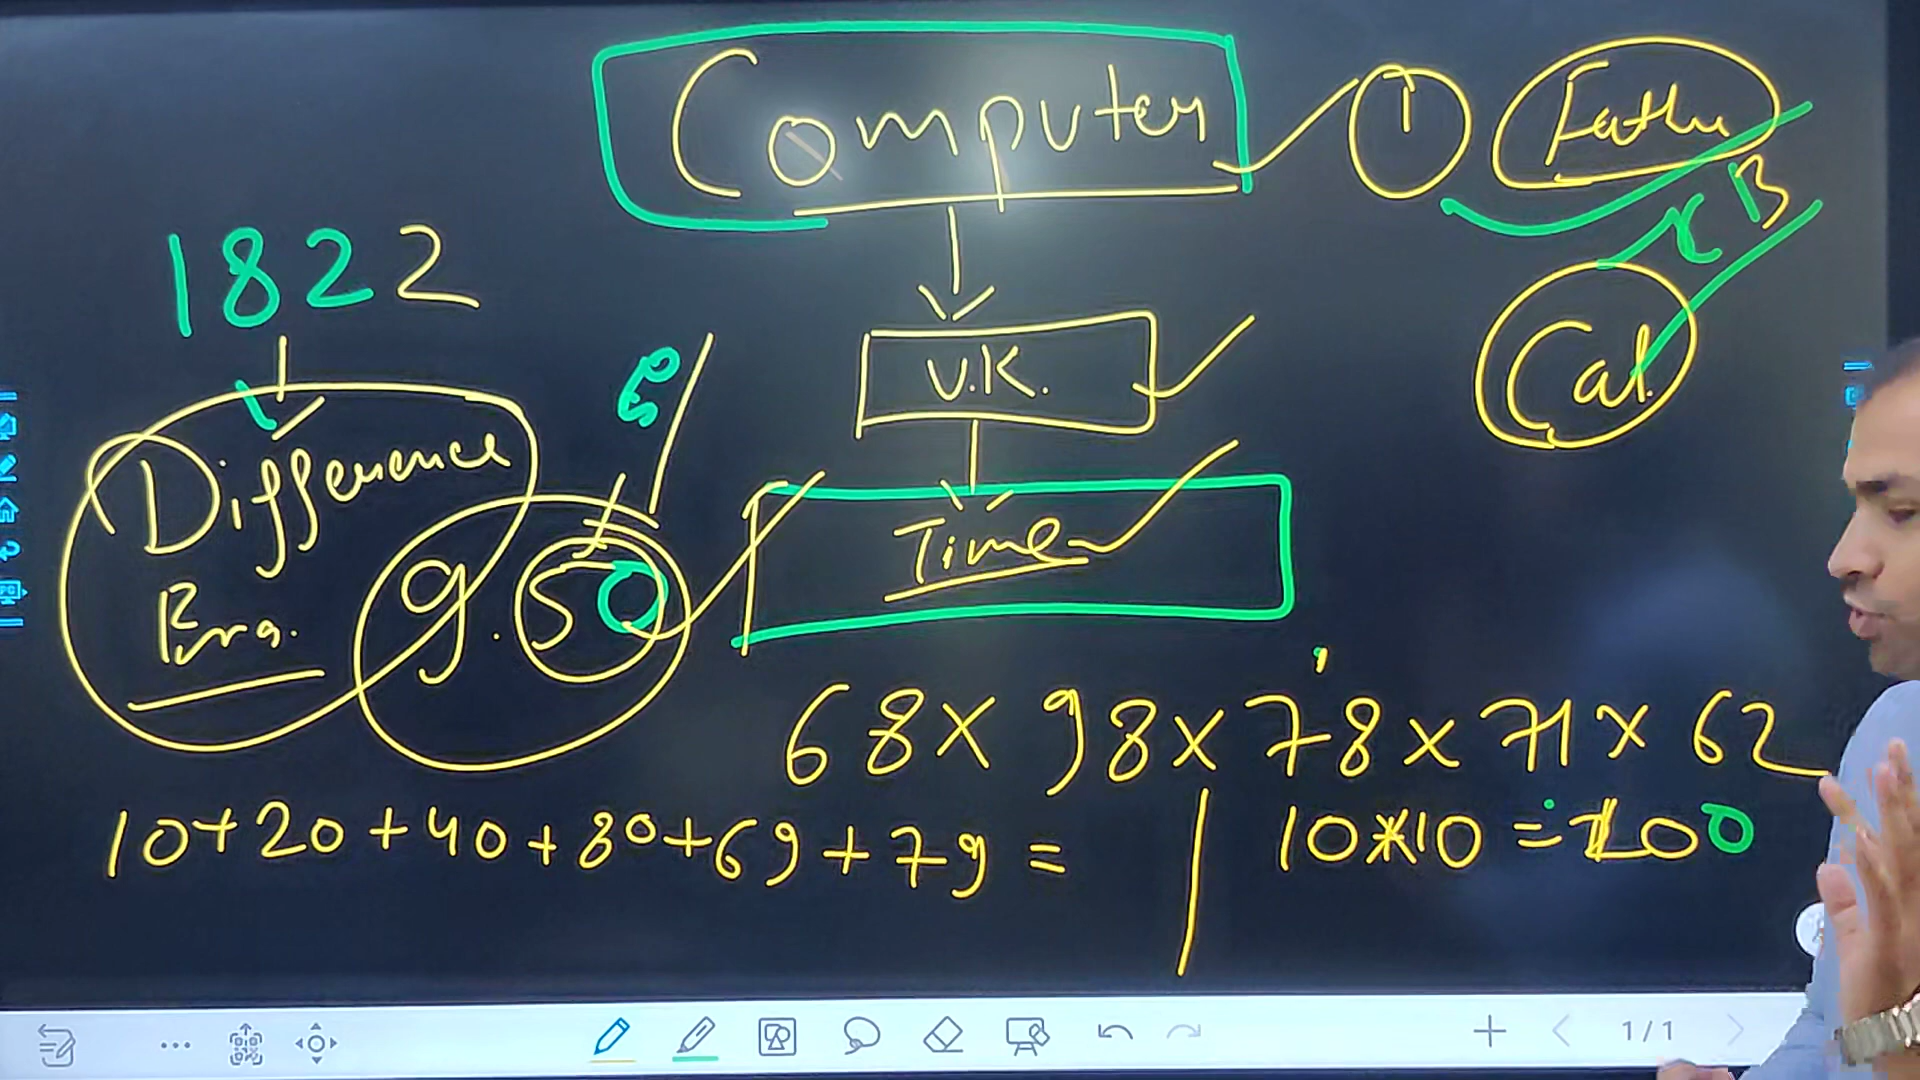 Computer
1
Father
B
1822
U.K.
Cal.
Difference
Eng.
9.50
Time
68 x 98 x 78 x 71 x 62
10+20+40+80+69+79=
10*10=100 0
1/1